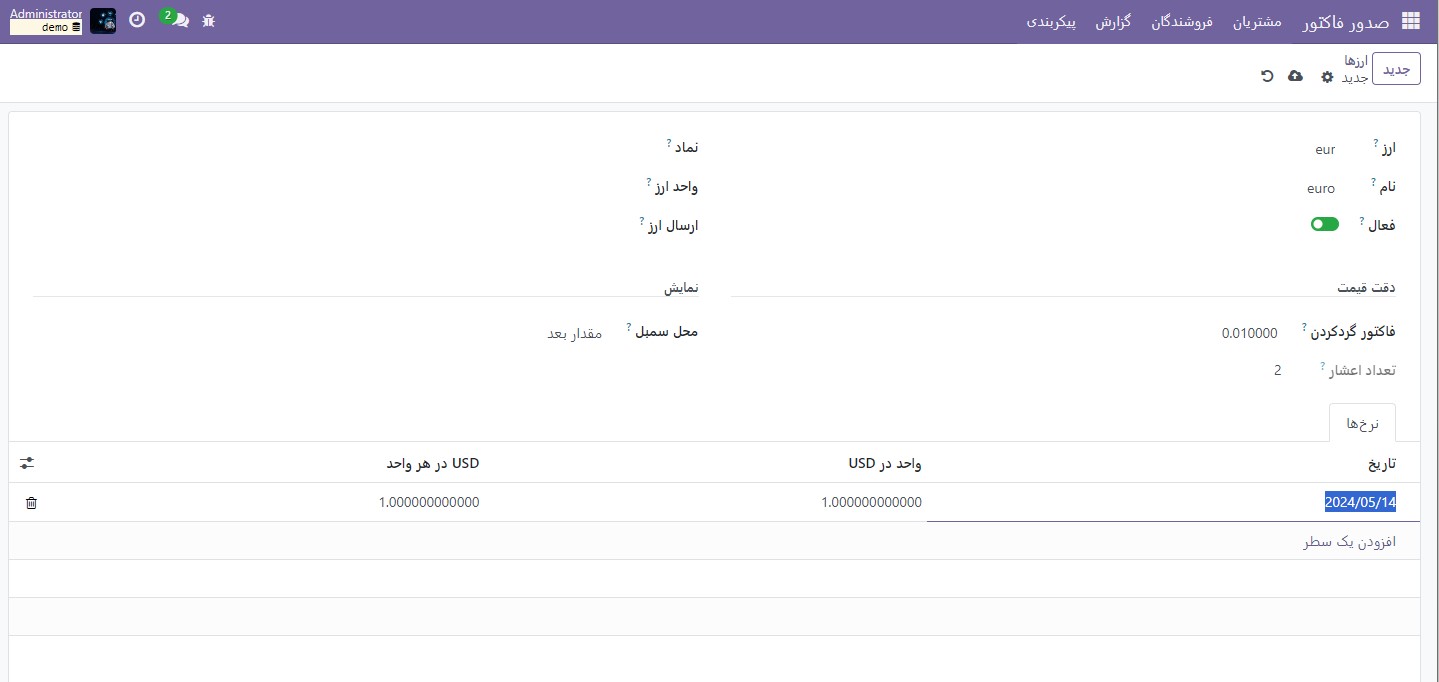 صدور فاکتور مشتریان فروشندگان گزارش پیکربندی 2 Administrator
demo
جدید ارزها
جدید
ارز ? eur نماد ?
نام ? euro واحد ارز ?
فعال ? ارسال ارز ?
دقت قیمت نمایش
فاکتور گردکردن ? 0.010000 محل سمبل ? مقدار بعد
تعداد اعشار ? 2
نرخ‌ها
تاریخ واحد در USD USD در هر واحد
2024/05/14 1.000000000000 1.000000000000
افزودن یک سطر